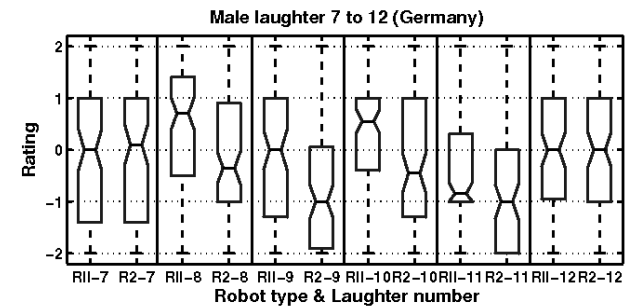 Male laughter 7 to 12 (Germany)
2
1
0
−1
−2
Rating
RII−7 R2−7 RII−8 R2−8 RII−9 R2−9 RII−10 R2−10 RII−11 R2−11 RII−12 R2−12
Robot type & Laughter number